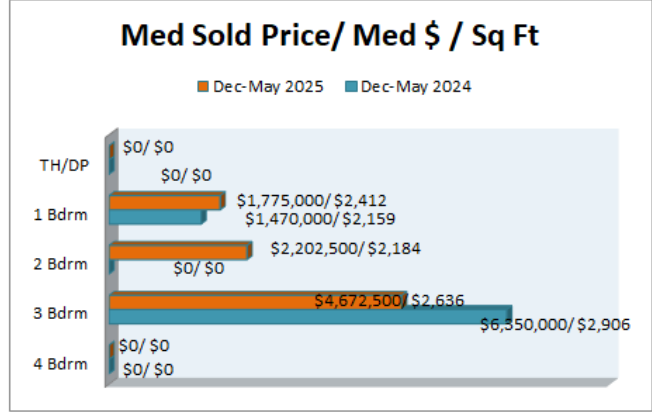 Med Sold Price/ Med $ / Sq Ft
Dec-May 2025 Dec-May 2024
TH/DP
$0/ $0
$0/ $0
1 Bdrm
$1,775,000/ $2,412
$1,470,000/ $2,159
2 Bdrm
$2,202,500/ $2,184
$0/ $0
3 Bdrm
$4,672,500/ $2,636
$6,350,000/ $2,906
4 Bdrm
$0/ $0
$0/ $0